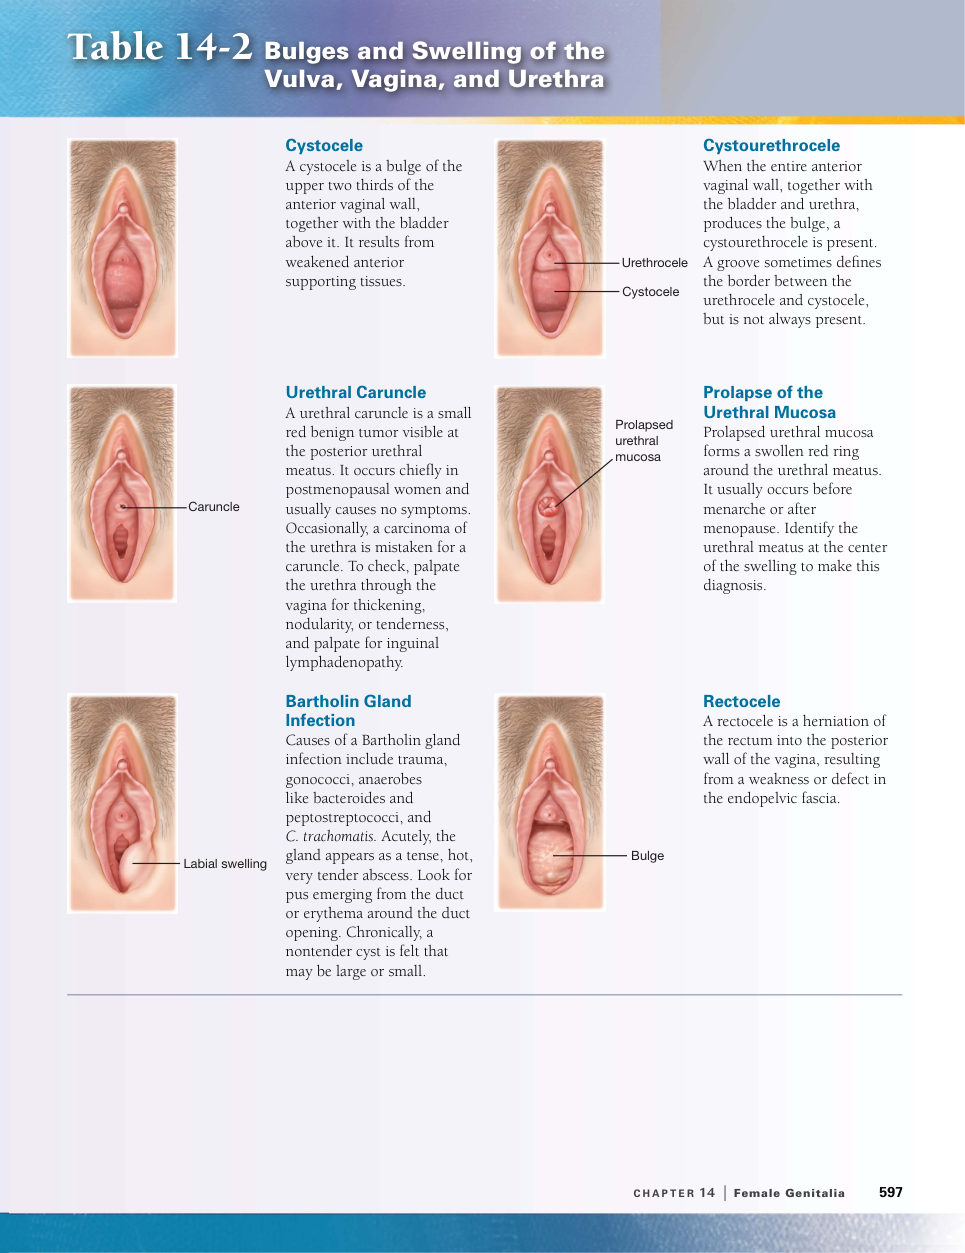 Table 14-2 Bulges and Swelling of the
Vulva, Vagina, and Urethra
Cystocele
A cystocele is a bulge of the
upper two thirds of the
anterior vaginal wall,
together with the bladder
above it. It results from
weakened anterior
supporting tissues.
Urethrocele
Cystocele
Cystourethrocele
When the entire anterior
vaginal wall, together with
the bladder and urethra,
produces the bulge, a
cystourethrocele is present.
A groove sometimes defines
the border between the
urethrocele and cystocele,
but is not always present.
Caruncle
Urethral Caruncle
A urethral caruncle is a small
red benign tumor visible at
the posterior urethral
meatus. It occurs chiefly in
postmenopausal women and
usually causes no symptoms.
Occasionally, a carcinoma of
the urethra is mistaken for a
caruncle. To check, palpate
the urethra through the
vagina for thickening,
nodularity, or tenderness,
and palpate for inguinal
lymphadenopathy.
Prolapsed
urethral
mucosa
Prolapse of the
Urethral Mucosa
Prolapsed urethral mucosa
forms a swollen red ring
around the urethral meatus.
It usually occurs before
menarche or after
menopause. Identify the
urethral meatus at the center
of the swelling to make this
diagnosis.
Labial swelling
Bartholin Gland
Infection
Causes of a Bartholin gland
infection include trauma,
gonococci, anaerobes
like bacteroides and
peptostreptococci, and
C. trachomatis. Acutely, the
gland appears as a tense, hot,
very tender abscess. Look for
pus emerging from the duct
or erythema around the duct
opening. Chronically, a
nontender cyst is felt that
may be large or small.
Bulge
Rectocele
A rectocele is a herniation of
the rectum into the posterior
wall of the vagina, resulting
from a weakness or defect in
the endopelvic fascia.
CHAPTER 14 | Female Genitalia 597